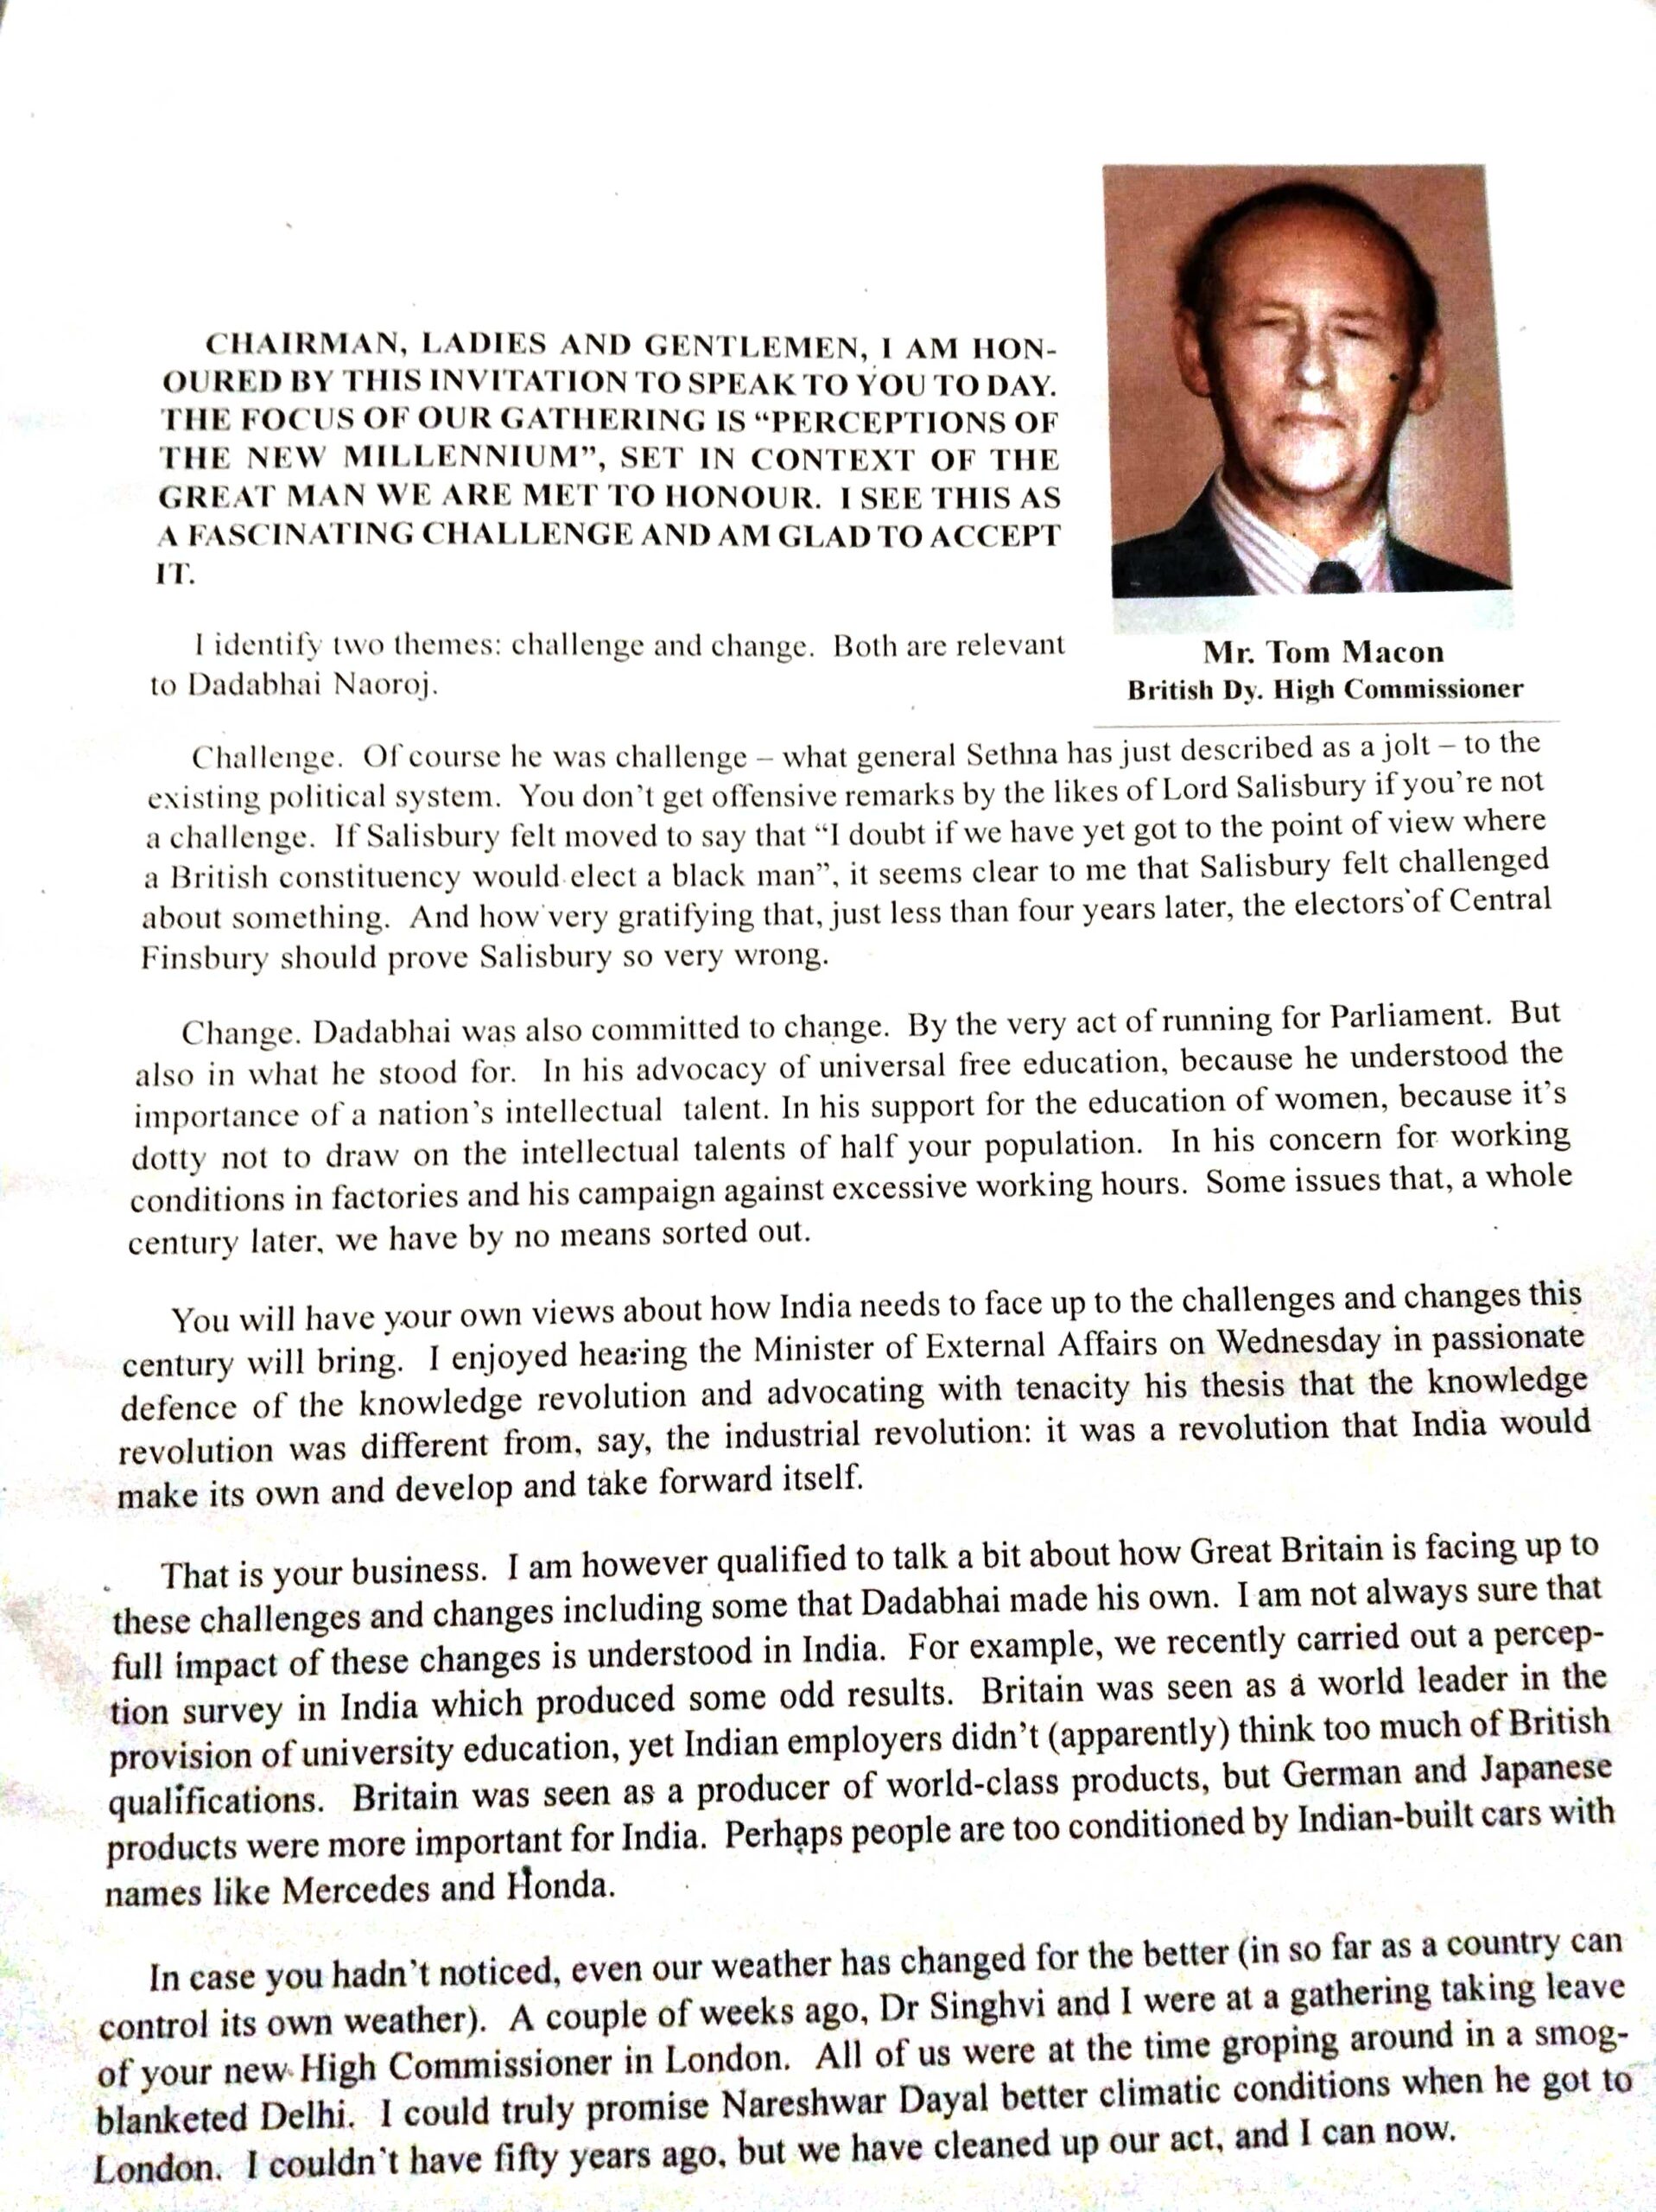 CHAIRMAN, LADIES AND GENTLEMEN, I AM HON-
OURED BY THIS INVITATION TO SPEAK TO YOU TO DAY.
THE FOCUS OF OUR GATHERING IS “PERCEPTIONS OF
THE NEW MILLENNIUM”, SET IN CONTEXT OF THE
GREAT MAN WE ARE MET TO HONOUR. I SEE THIS AS
A FASCINATING CHALLENGE AND AM GLAD TO ACCEPT
IT.
I identify two themes: challenge and change. Both are relevant
to Dadabhai Naoroj.
Mr. Tom Macon
British Dy. High Commissioner
Challenge. Of course he was challenge – what general Sethna has just described as a jolt – to the
existing political system. You don’t get offensive remarks by the likes of Lord Salisbury if you’re not
a challenge. If Salisbury felt moved to say that “I doubt if we have yet got to the point of view where
a British constituency would elect a black man”, it seems clear to me that Salisbury felt challenged
about something. And how very gratifying that, just less than four years later, the electors of Central
Finsbury should prove Salisbury so very wrong.
Change. Dadabhai was also committed to change. By the very act of running for Parliament. But
also in what he stood for. In his advocacy of universal free education, because he understood the
importance of a nation’s intellectual talent. In his support for the education of women, because it’s
dotty not to draw on the intellectual talents of half your population. In his concern for working
conditions in factories and his campaign against excessive working hours. Some issues that, a whole
century later, we have by no means sorted out.
You will have your own views about how India needs to face up to the challenges and changes this
century will bring. I enjoyed hearing the Minister of External Affairs on Wednesday in passionate
defence of the knowledge revolution and advocating with tenacity his thesis that the knowledge
revolution was different from, say, the industrial revolution: it was a revolution that India would
make its own and develop and take forward itself.
That is your business. I am however qualified to talk a bit about how Great Britain is facing up to
these challenges and changes including some that Dadabhai made his own. I am not always sure that
full impact of these changes is understood in India. For example, we recently carried out a percep-
tion survey in India which produced some odd results. Britain was seen as a world leader in the
provision of university education, yet Indian employers didn’t (apparently) think too much of British
qualifications. Britain was seen as a producer of world-class products, but German and Japanese
products were more important for India. Perhaps people are too conditioned by Indian-built cars with
names like Mercedes and Honda.
In case you hadn’t noticed, even our weather has changed for the better (in so far as a country can
control its own weather). A couple of weeks ago, Dr Singhvi and I were at a gathering taking leave
of your new High Commissioner in London. All of us were at the time groping around in a smog-
blanketed Delhi. I could truly promise Nareshwar Dayal better climatic conditions when he got to
London. I couldn’t have fifty years ago, but we have cleaned up our act, and I can now.